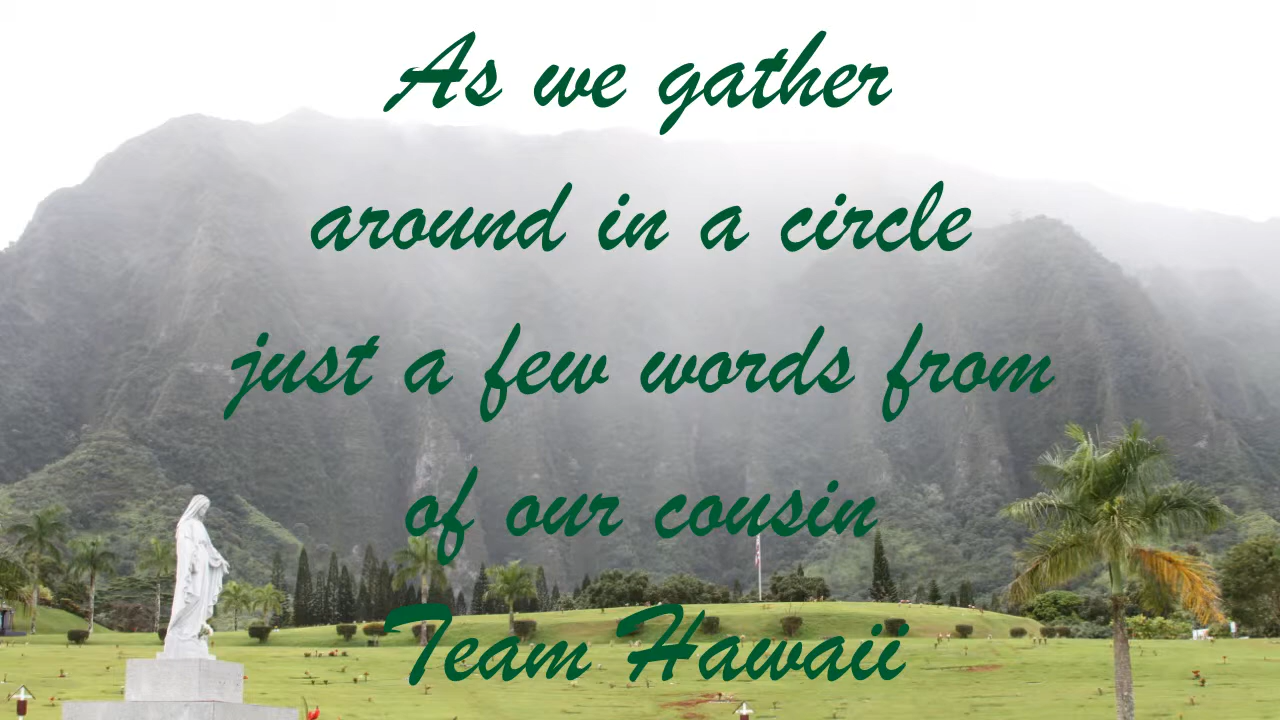 As we gather
around in a circle
just a few words from
of our cousin
Team Hawaii